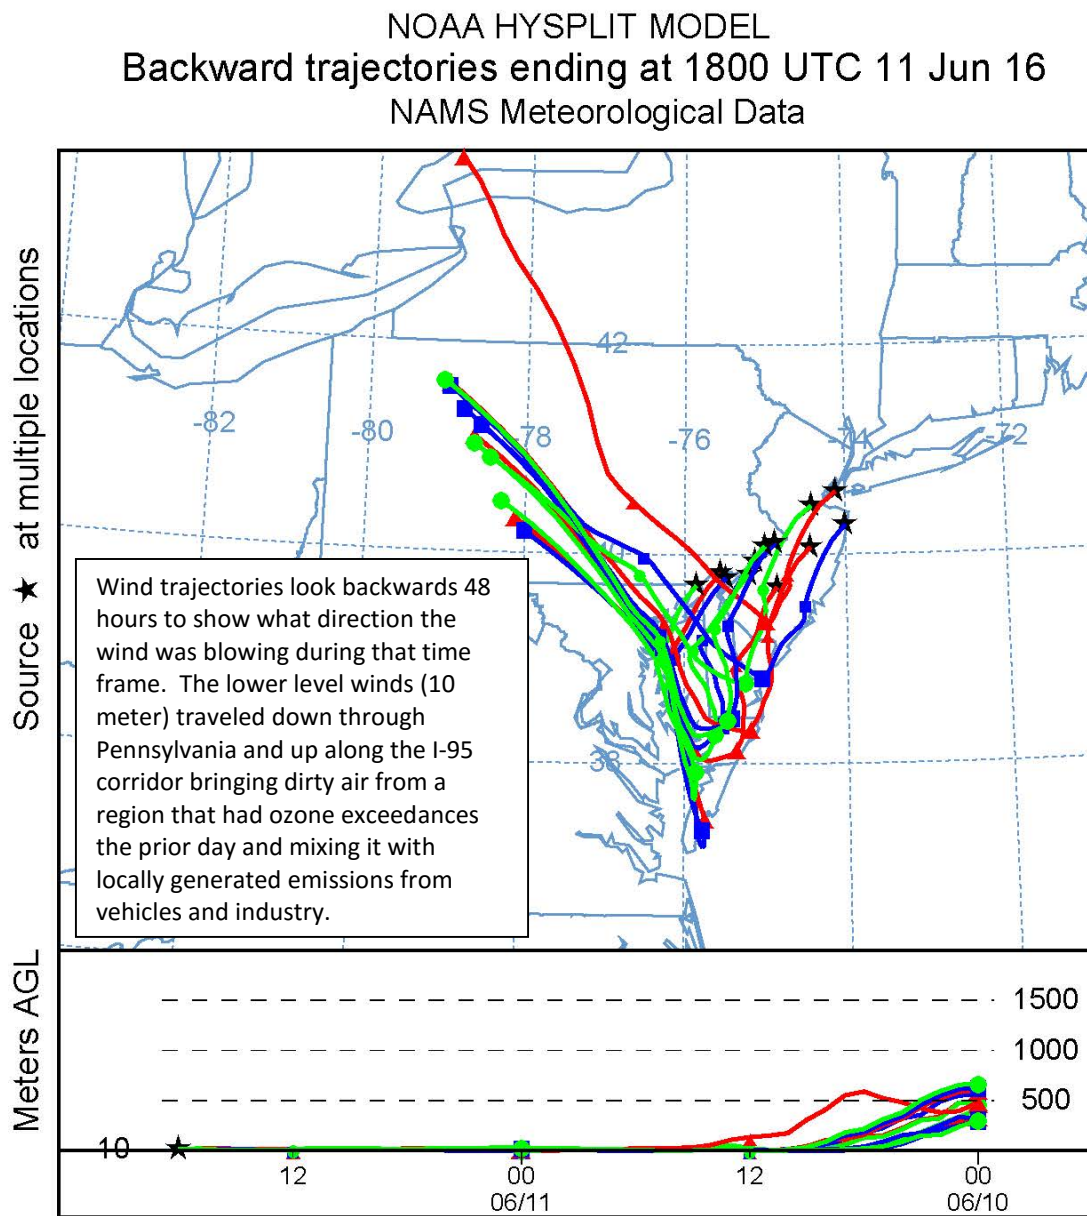 NOAA HYSPLIT MODEL
Backward trajectories ending at 1800 UTC 11 Jun 16
NAMS Meteorological Data
Source ★ at multiple locations
42
-82
-80
-78
-76
-74
-72
40
38
Wind trajectories look backwards 48
hours to show what direction the
wind was blowing during that time
frame. The lower level winds (10
meter) traveled down through
Pennsylvania and up along the I-95
corridor bringing dirty air from a
region that had ozone exceedances
the prior day and mixing it with
locally generated emissions from
vehicles and industry.
Meters AGL
1500
1000
500
10
12
00
12
00
06/11
06/10